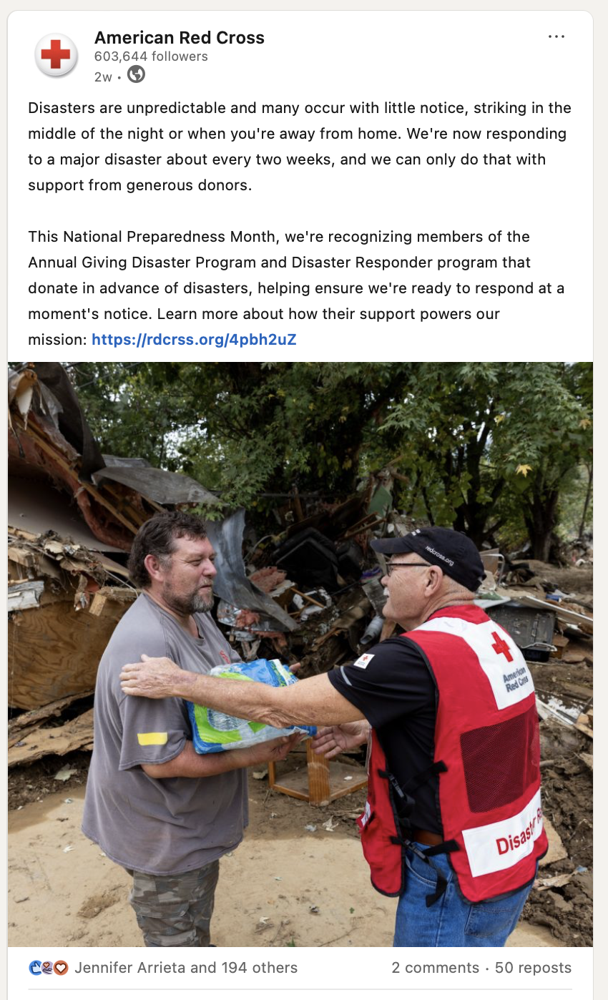 American Red Cross
603,644 followers
2w •
Disasters are unpredictable and many occur with little notice, striking in the
middle of the night or when you're away from home. We're now responding
to a major disaster about every two weeks, and we can only do that with
support from generous donors.
This National Preparedness Month, we're recognizing members of the
Annual Giving Disaster Program and Disaster Responder program that
donate in advance of disasters, helping ensure we're ready to respond at a
moment's notice. Learn more about how their support powers our
mission: https://rdcrss.org/4pbh2uZ
redcross.org
American
Red Cross
Disaster
Jennifer Arrieta and 194 others
2 comments · 50 reposts